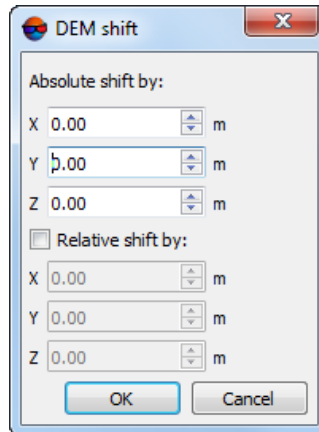 DEM shift
Absolute shift by:
X 0.00 m
Y 0.00 m
Z 0.00 m
Relative shift by:
X 0.00 m
Y 0.00 m
Z 0.00 m
OK Cancel